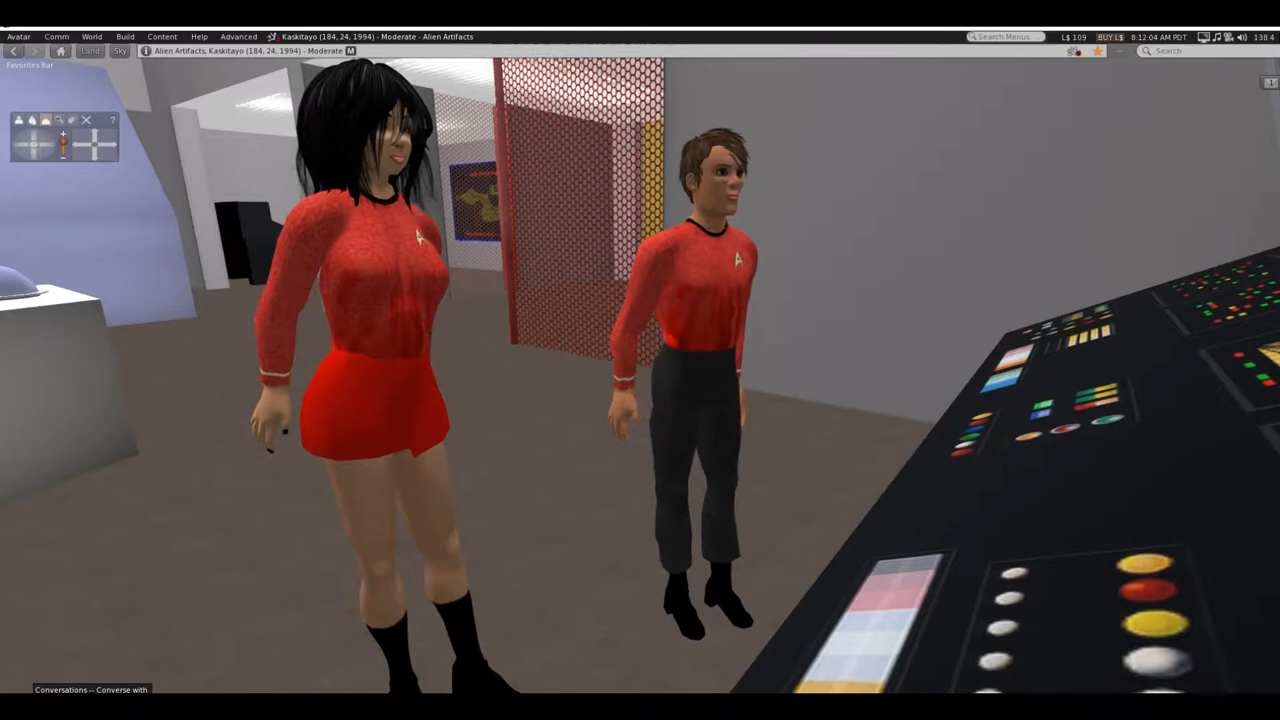 Avatar Comm World Build Content Help Advanced Kaskitayo (184, 24, 1994) - Moderate - Alien Artifacts Search Menus L$ 109 BUY L$ 8:12:04 AM PDT 138.4
Land Sky Alien Artifacts, Kaskitayo (184, 24, 1994) - Moderate M Search
Favorites Bar
?
Conversations -- Converse with